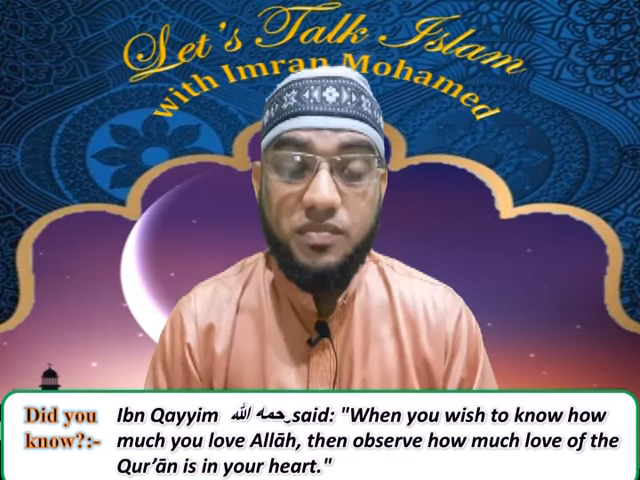 Let's Talk Islam
with Imran Mohamed
Did you know?:-
Ibn Qayyim رحمه الله said: "When you wish to know how
much you love Allāh, then observe how much love of the
Qur’ān is in your heart."